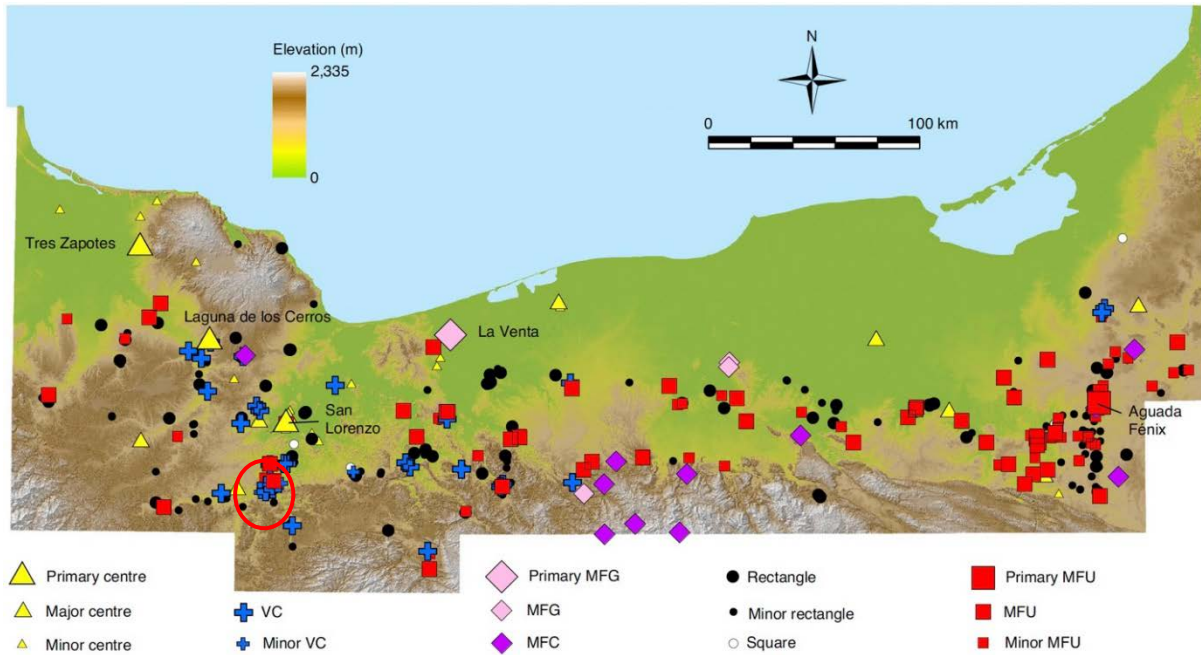 Elevation (m)
2,335
0
N
0
100 km
Tres Zapotes
Laguna de los Cerros
La Venta
San
Lorenzo
Aguada
Fénix
Primary centre
Major centre
Minor centre
VC
Minor VC
Primary MFG
MFG
MFC
Rectangle
Minor rectangle
Square
Primary MFU
MFU
Minor MFU